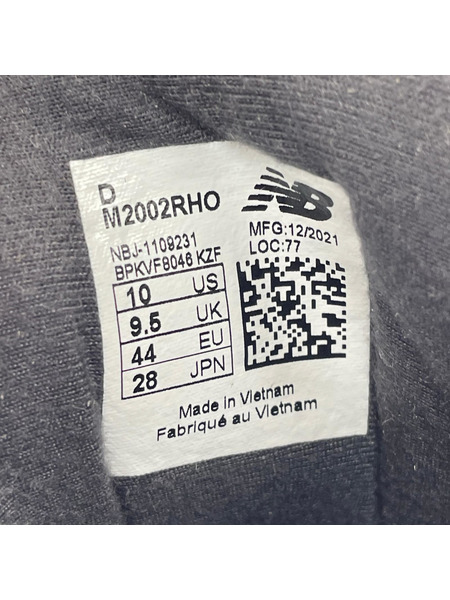 D
M2002RHO
NB
NBJ-1109231
BPKVF8046 KZF
MFG:12/2021
LOC:77
10 US
9.5 UK
44 EU
28 JPN
Made in Vietnam
Fabriqué au Vietnam